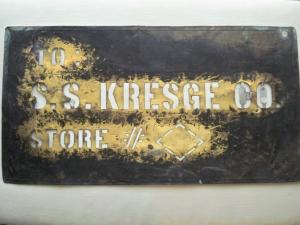 TO
S.S. KRESGE CO
STORE #